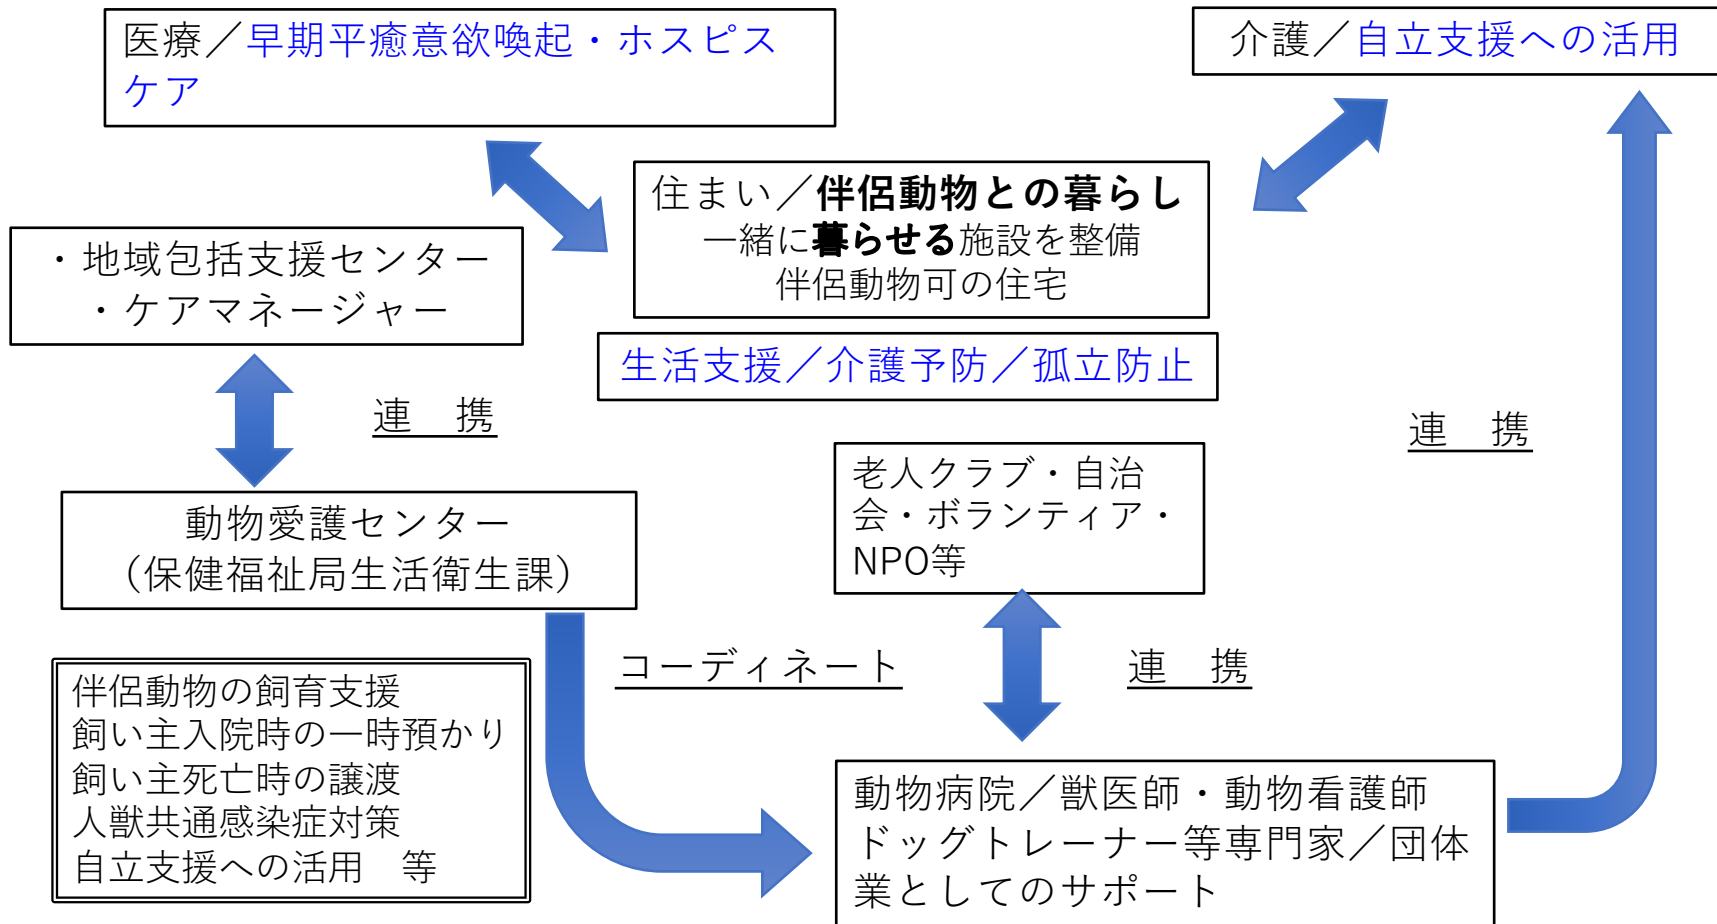 医療／早期平癒意欲喚起・ホスピス
ケア
介護／自立支援への活用
住まい／伴侶動物との暮らし
一緒に暮らせる施設を整備
伴侶動物可の住宅
・地域包括支援センター
・ケアマネージャー
生活支援／介護予防／孤立防止
連　携
連　携
動物愛護センター
（保健福祉局生活衛生課）
老人クラブ・自治
会・ボランティア・
NPO等
コーディネート
連　携
伴侶動物の飼育支援
飼い主入院時の一時預かり
飼い主死亡時の譲渡
人獣共通感染症対策
自立支援への活用　等
動物病院／獣医師・動物看護師
ドッグトレーナー等専門家／団体
業としてのサポート